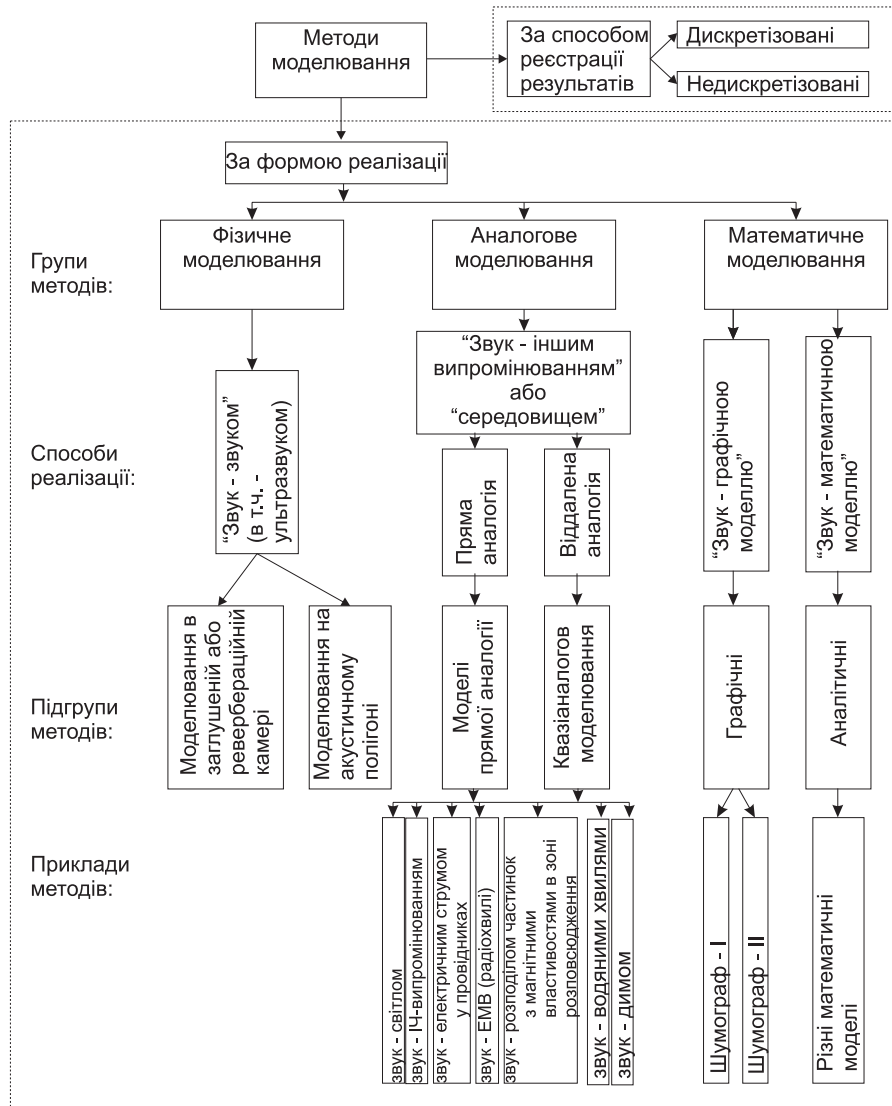 Методи
моделювання
За способом
реєстрації
результатів
Дискретізовані
Недискретізовані
За формою реалізації
Групи
методів:
Фізичне
моделювання
Аналогове
моделювання
Математичне
моделювання
Способи
реалізації:
“Звук - звуком”
(в т.ч. -
ультразвуком)
“Звук - іншим
випромінюванням”
або
“середовищем”
Пряма
аналогія
Віддалена
аналогія
“Звук - графічною
моделлю”
“Звук - математичною
моделлю”
Підгрупи
методів:
Моделювання в
заглушеній або
ревербераційній
камері
Моделювання на
акустичному
полігоні
Моделі
прямої аналогії
Квазіаналогов
моделювання
Графічні
Аналітичні
Приклади
методів:
звук - світлом
звук - ІЧ-випромінюванням
звук - електричним струмом
у провідниках
звук - ЕМВ (радіохвилі)
звук - розподілом частинок
з магнітними
властивостями в зоні
розповсюдження
звук - водяними хвилями
звук - димом
Шумограф - I
Шумограф - II
Різні математичні
моделі